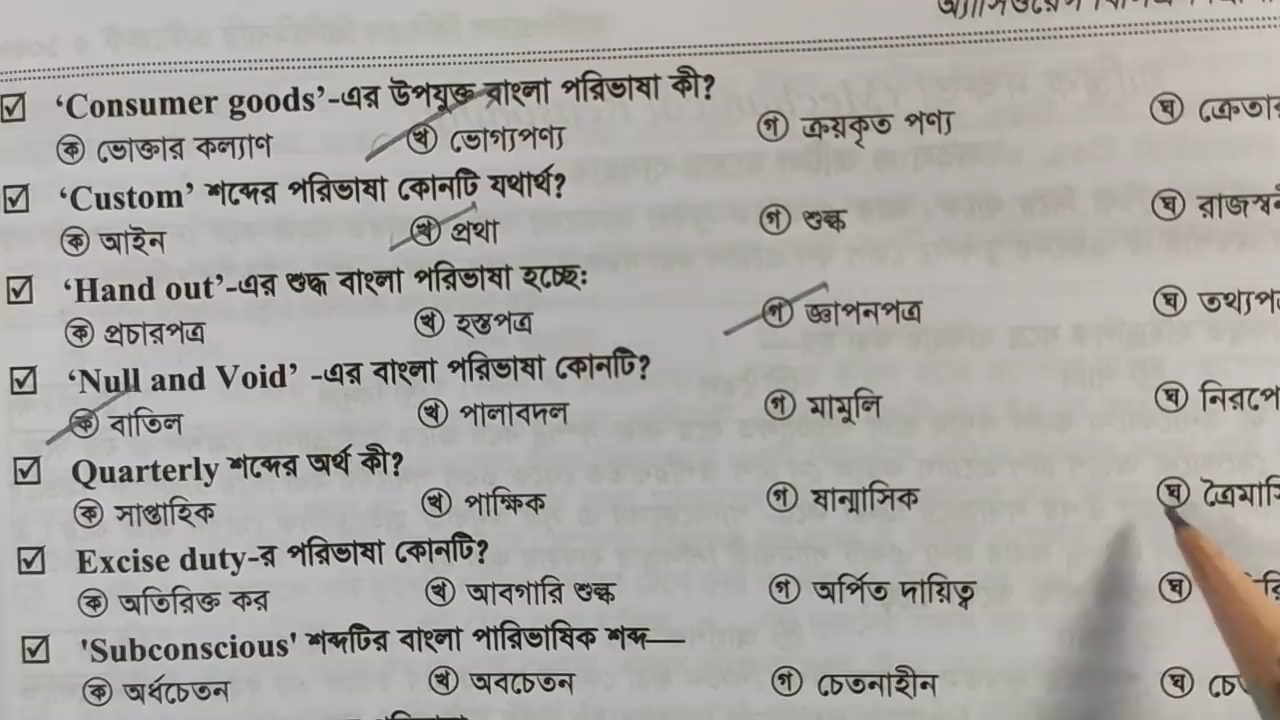 ‘Consumer goods’-এর উপযুক্ত বাংলা পরিভাষা কী?
ক ভোক্তার কল্যাণ খ ভোগ্যপণ্য গ ক্রয়কৃত পণ্য ঘ ক্রেতার
‘Custom’ শব্দের পরিভাষা কোনটি যথার্থ?
ক আইন খ প্রথা গ শুল্ক ঘ
‘Hand out’-এর শুদ্ধ বাংলা পরিভাষা হচ্ছেঃ
ক প্রচারপত্র খ হস্তপত্র গ জ্ঞাপনপত্র ঘ
‘Null and Void’ -এর বাংলা পরিভাষা কোনটি?
ক বাতিল খ পালাবদল গ মামুলি ঘ
Quarterly শব্দের অর্থ কী?
ক সাপ্তাহিক খ পাক্ষিক গ ষান্মাসিক ঘ
Excise duty-র পরিভাষা কোনটি?
ক অতিরিক্ত কর খ আবগারি শুল্ক গ অর্পিত দায়িত্ব ঘ
'Subconscious' শব্দটির বাংলা পারিভাষিক শব্দ—
ক অর্ধচেতন খ অবচেতন গ চেতনাহীন ঘ